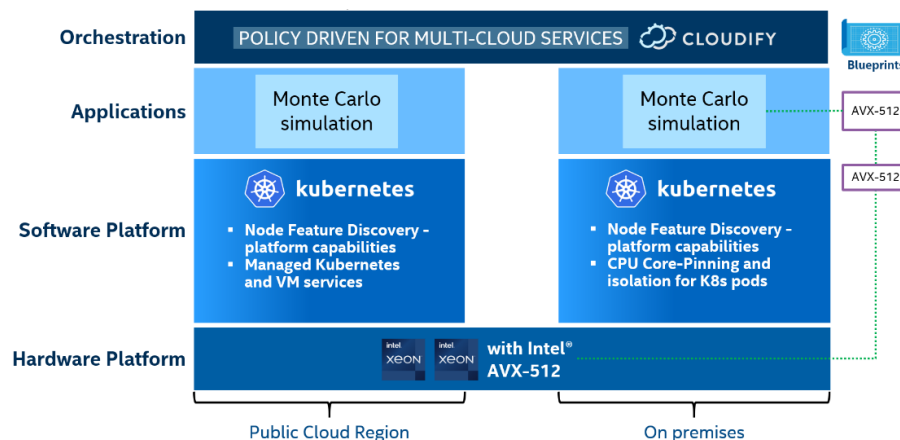 Orchestration
POLICY DRIVEN FOR MULTI-CLOUD SERVICES CLOUDIFY
Blueprints
Applications
Monte Carlo
simulation
Monte Carlo
simulation
AVX-512
Software Platform
kubernetes
▪ Node Feature Discovery -
platform capabilities
▪ Managed Kubernetes
and VM services
kubernetes
▪ Node Feature Discovery -
platform capabilities
▪ CPU Core-Pinning and
isolation for K8s pods
AVX-512
Hardware Platform
intel
XEON
intel
XEON
with Intel®
AVX-512
Public Cloud Region
On premises